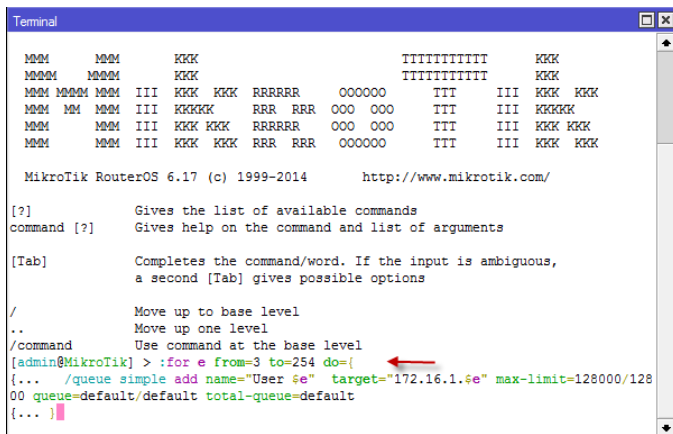 Terminal
MMM      MMM       KKK                          TTTTTTTTTTT      KKK
MMMM    MMMM       KKK                          TTTTTTTTTTT      KKK
MMM MMMM MMM  III  KKK  KKK  RRRRRR     OOOOOO      TTT     III  KKK  KKK
MMM  MM  MMM  III  KKKKK     RRR  RRR  OOO  OOO     TTT     III  KKKKK
MMM      MMM  III  KKK KKK   RRRRRR    OOO  OOO     TTT     III  KKK KKK
MMM      MMM  III  KKK  KKK  RRR  RRR   OOOOOO      TTT     III  KKK  KKK
MikroTik RouterOS 6.17 (c) 1999-2014       http://www.mikrotik.com/
[?]             Gives the list of available commands
command [?]     Gives help on the command and list of arguments
[Tab]           Completes the command/word. If the input is ambiguous,
a second [Tab] gives possible options
/               Move up to base level
..              Move up one level
/command        Use command at the base level
[admin@MikroTik] > :for e from=3 to=254 do={
{...   /queue simple add name="User $e"  target="172.16.1.$e" max-limit=128000/128
00 queue=default/default total-queue=default
{... }